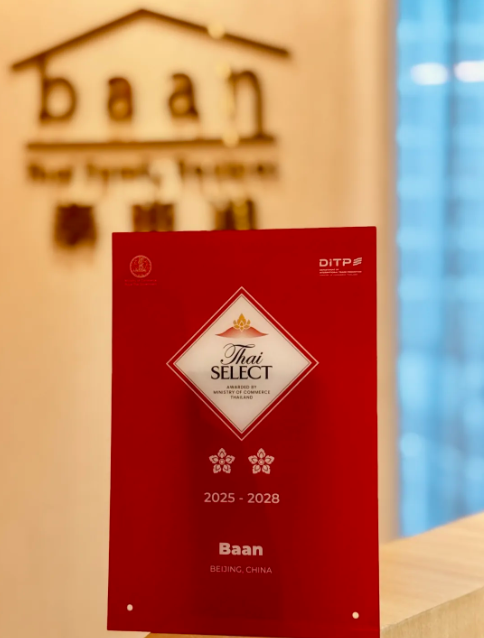 baan
DITP
Thai
SELECT
AWARDED BY
MINISTRY OF COMMERCE
THAILAND
2025 - 2028
Baan
BEIJING, CHINA